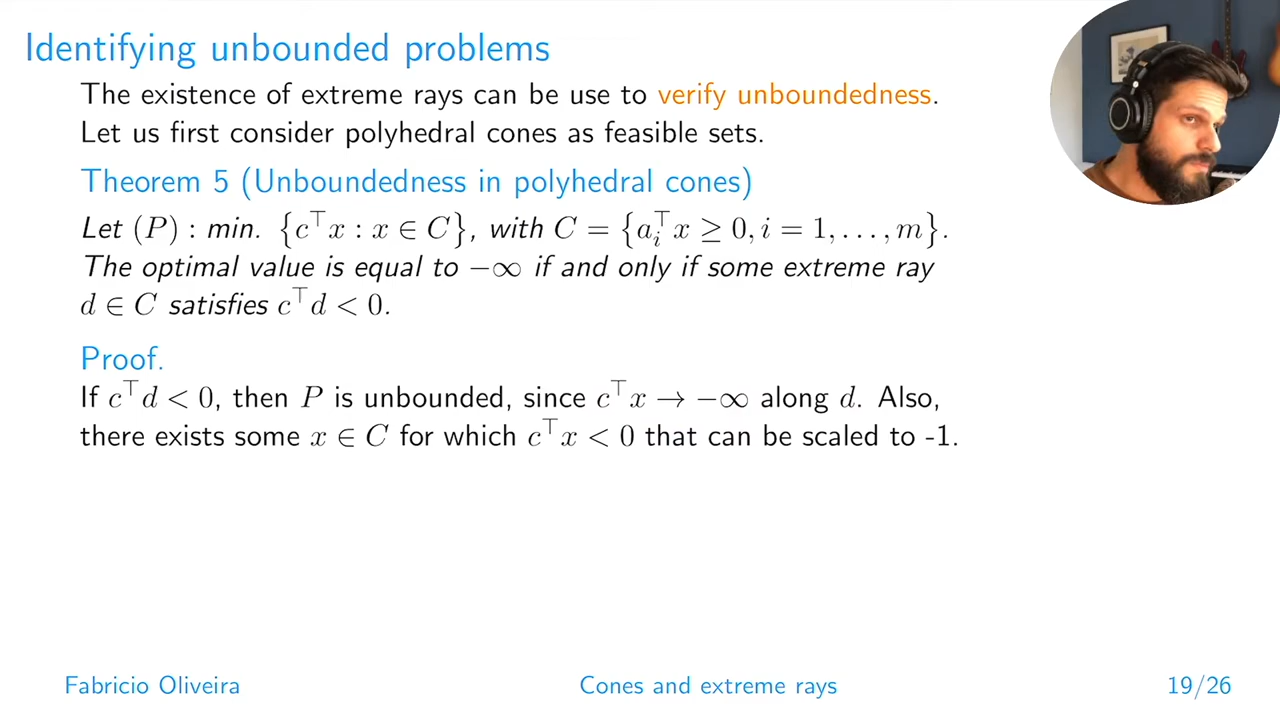 Identifying unbounded problems
The existence of extreme rays can be use to verify unboundedness.
Let us first consider polyhedral cones as feasible sets.
Theorem 5 (Unboundedness in polyhedral cones)
Let (P) : min. {c⊤x : x ∈ C}, with C = {aᵢ⊤x ≥ 0, i = 1, . . . , m}.
The optimal value is equal to −∞ if and only if some extreme ray
d ∈ C satisfies c⊤d < 0.
Proof.
If c⊤d < 0, then P is unbounded, since c⊤x → −∞ along d. Also,
there exists some x ∈ C for which c⊤x < 0 that can be scaled to -1.
Fabricio Oliveira
Cones and extreme rays
19/26